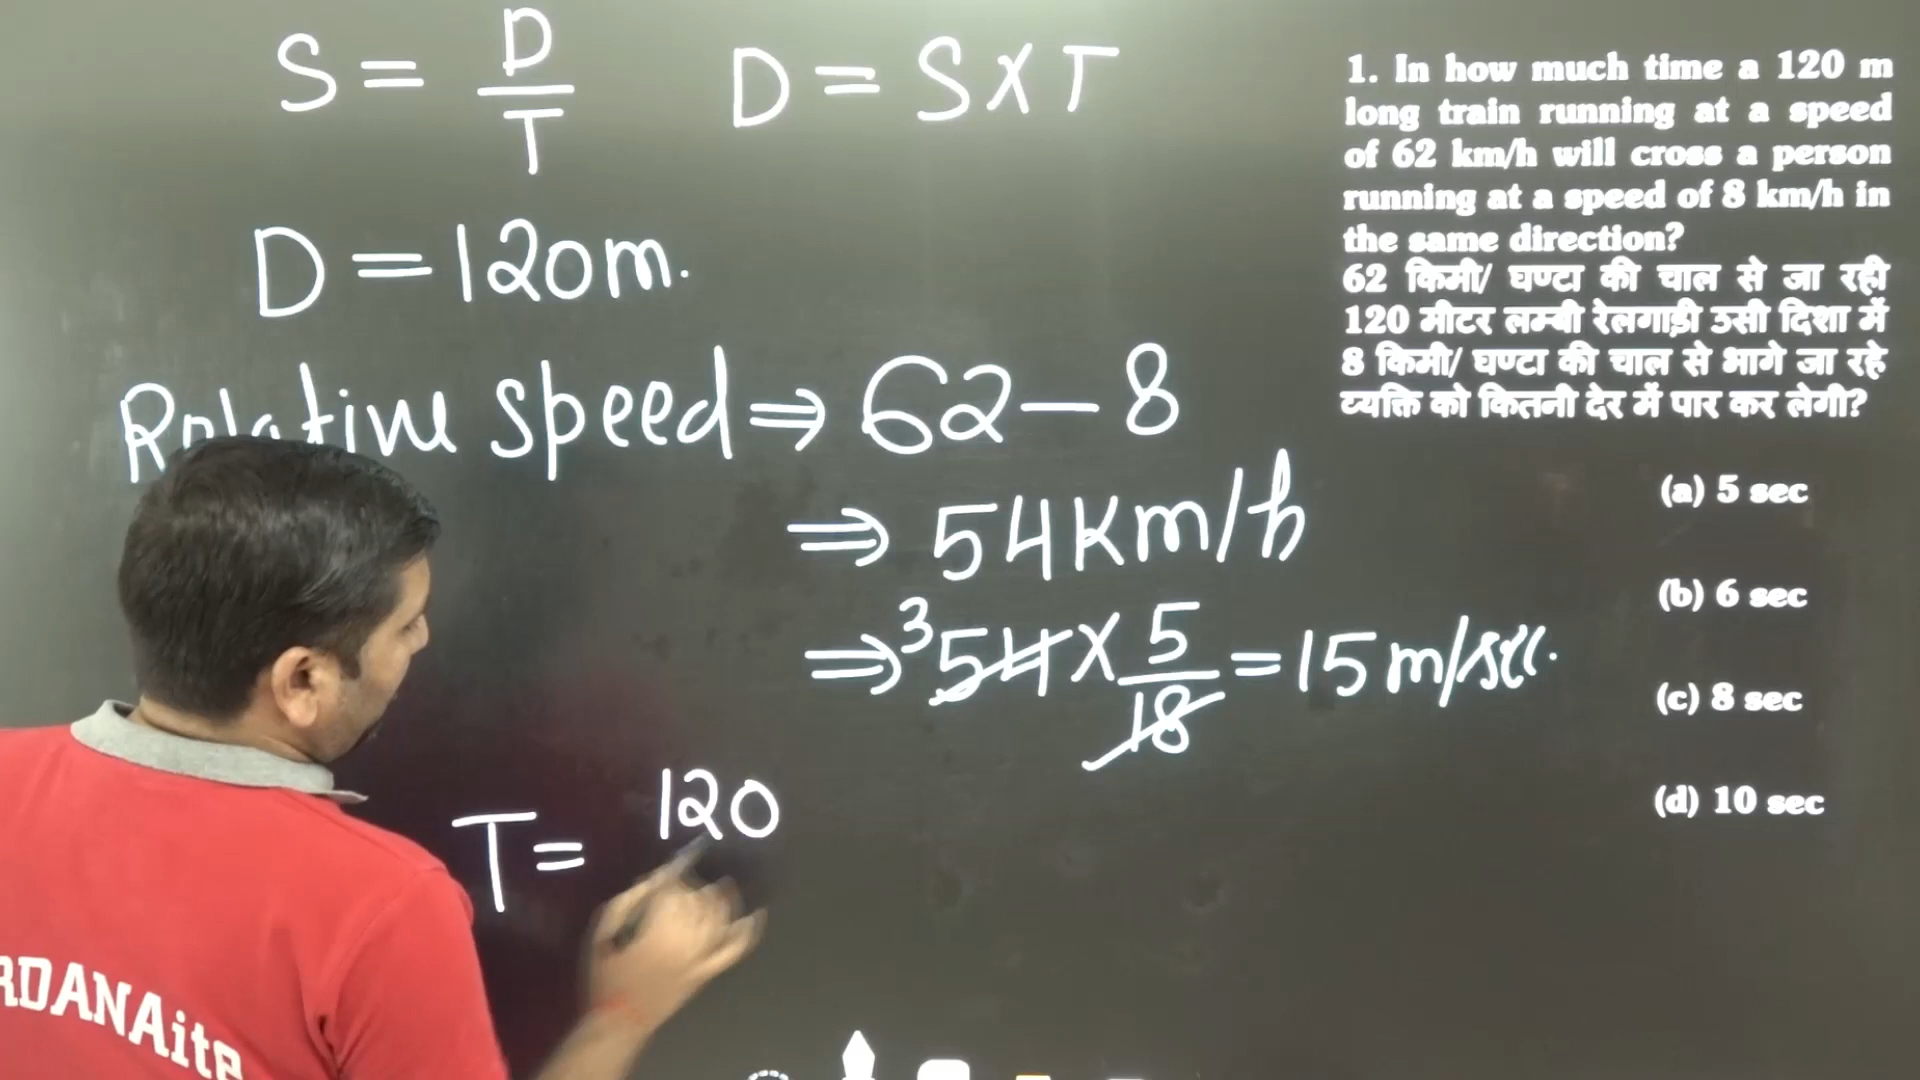 S = D/T D = S X T
D = 120m.
Relative speed ⇒ 62 - 8
⇒ 54 Km/h
⇒ ³54 X 5/18 = 15 m/sec.
T = 120
1. In how much time a 120 m
long train running at a speed
of 62 km/h will cross a person
running at a speed of 8 km/h in
the same direction?
62 किमी/ घण्टा की चाल से जा रही
120 मीटर लम्बी रेलगाड़ी उसी दिशा में
8 किमी/ घण्टा की चाल से भागे जा रहे
व्यक्ति को कितनी देर में पार कर लेगी?
(a) 5 sec
(b) 6 sec
(c) 8 sec
(d) 10 sec
RDANAite